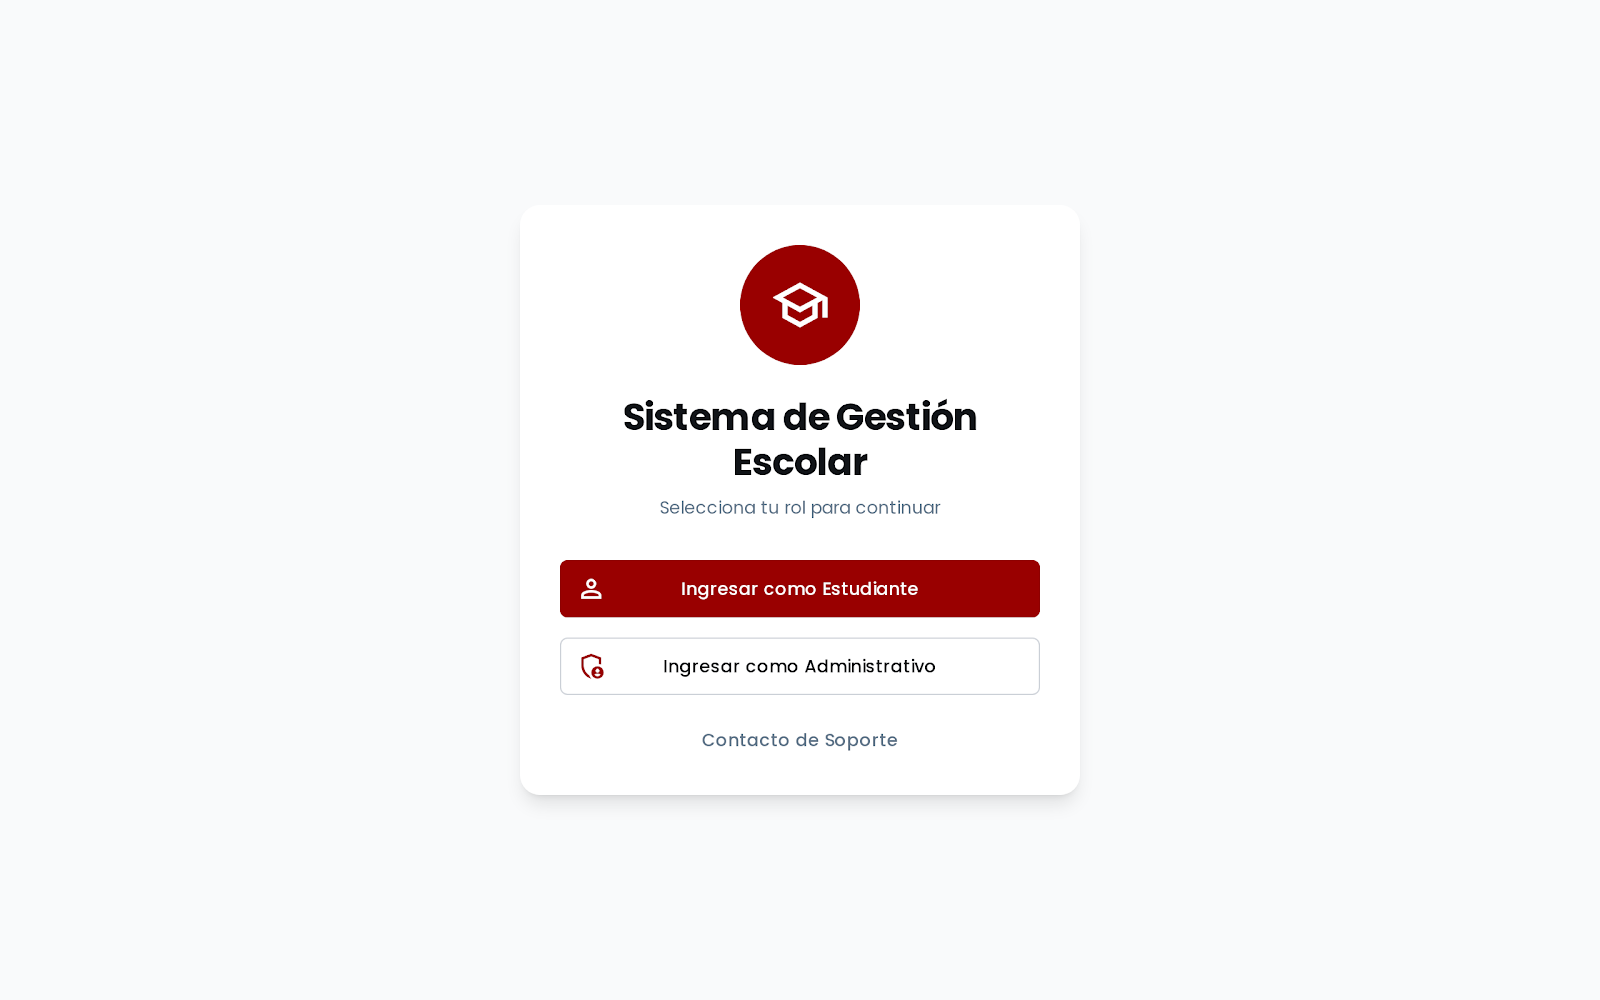 Sistema de Gestión
Escolar
Selecciona tu rol para continuar
Ingresar como Estudiante
Ingresar como Administrativo
Contacto de Soporte